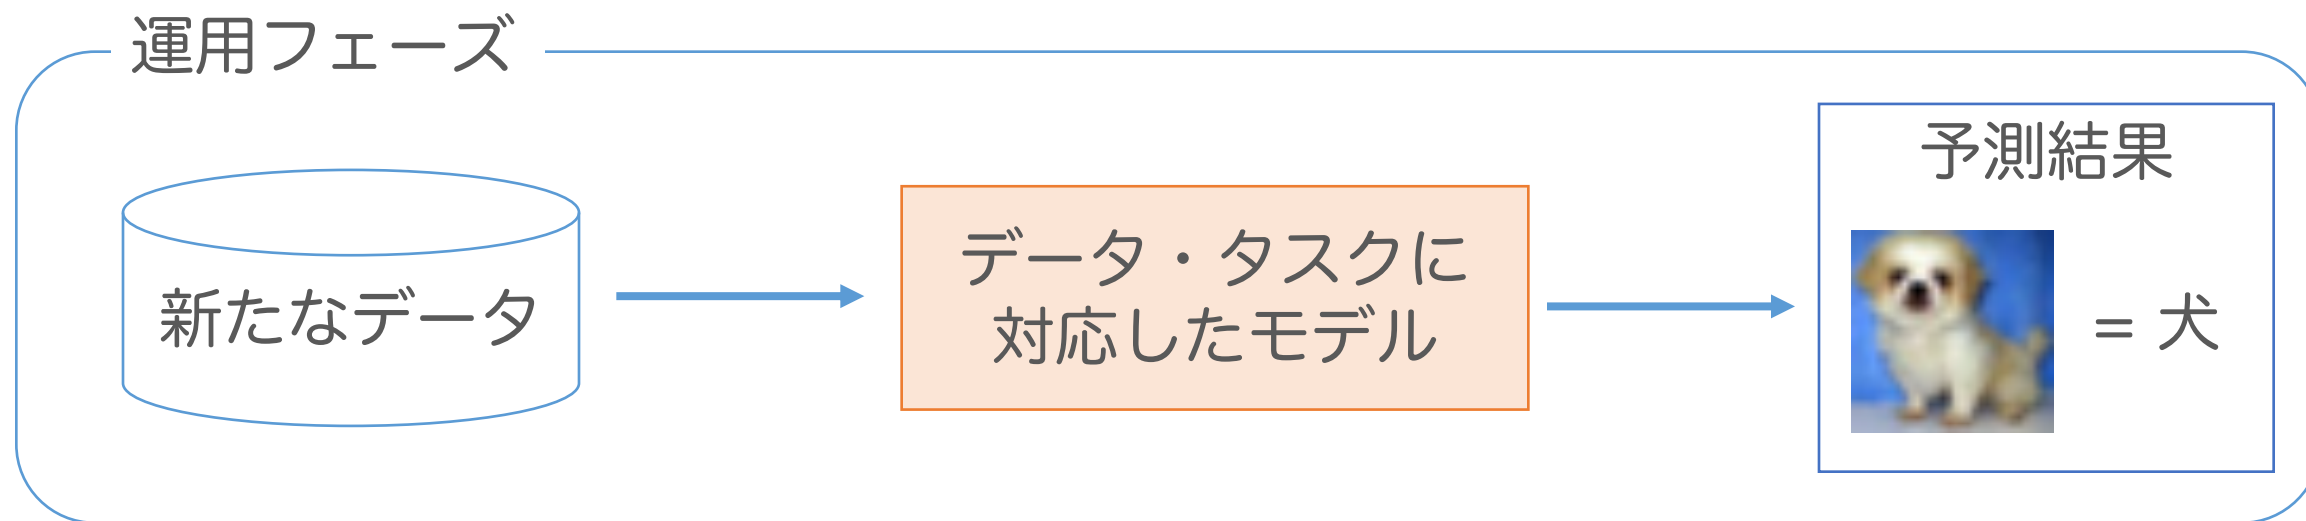 運用フェーズ
新たなデータ
データ・タスクに
対応したモデル
予測結果
= 犬